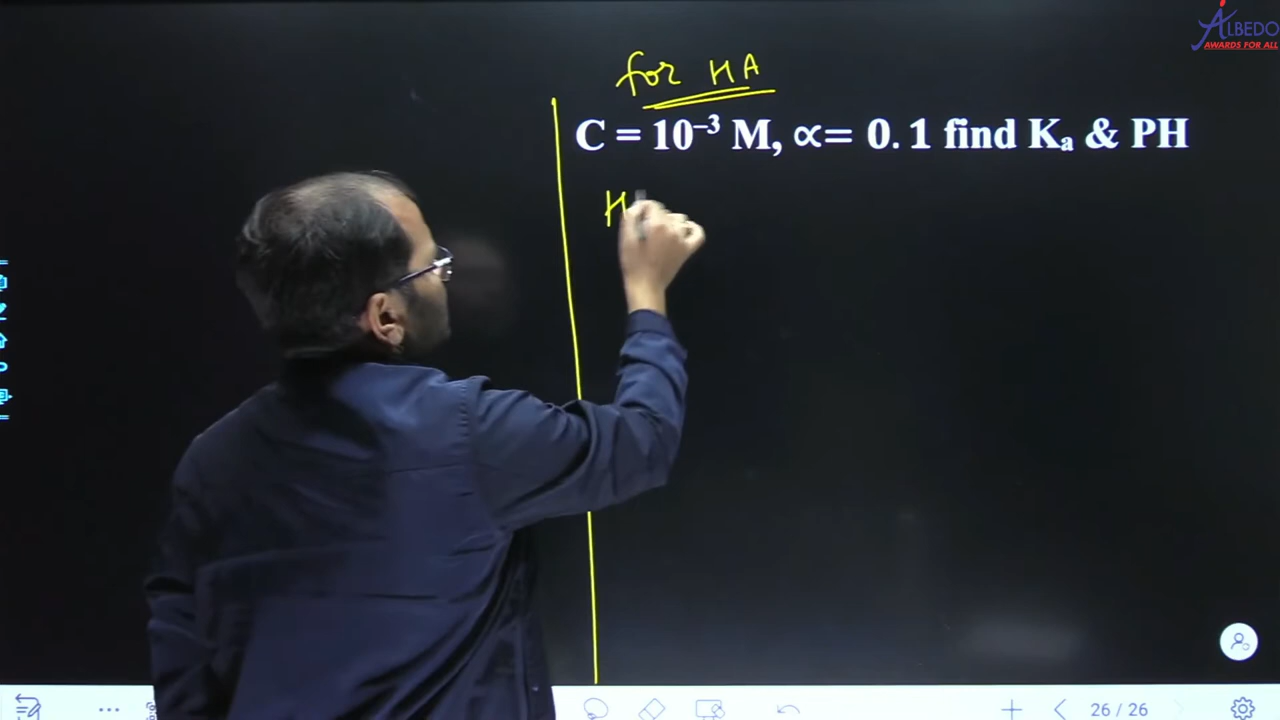 ALBEDO
AWARDS FOR ALL
for HA
C = 10⁻³ M, ∝= 0.1 find Kₐ & PH
H
26 / 26